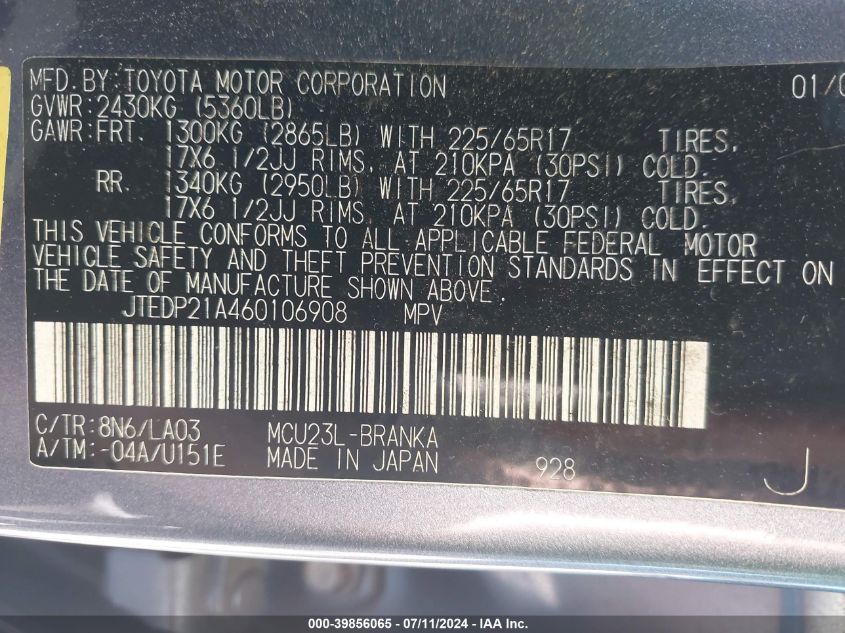 MFD.BY:TOYOTA MOTOR CORPORATION 01/0
GVWR:2430KG (5360LB)
GAWR:FRT. 1300KG (2865LB) WITH 225/65R17 TIRES,
17X6 1/2JJ RIMS, AT 210KPA (30PSI) COLD.
RR. 1340KG (2950LB) WITH 225/65R17 TIRES,
17X6 1/2JJ RIMS, AT 210KPA (30PSI) COLD.
THIS VEHICLE CONFORMS TO ALL APPLICABLE FEDERAL MOTOR
VEHICLE SAFETY AND THEFT PREVENTION STANDARDS IN EFFECT ON
THE DATE OF MANUFACTURE SHOWN ABOVE.
JTEDP21A460106908 MPV
C/TR:8N6/LA03 MCU23L-BRANKA
A/TM:-04A/U151E MADE IN JAPAN 928 J
000-39856065 - 07/11/2024 - IAA Inc.